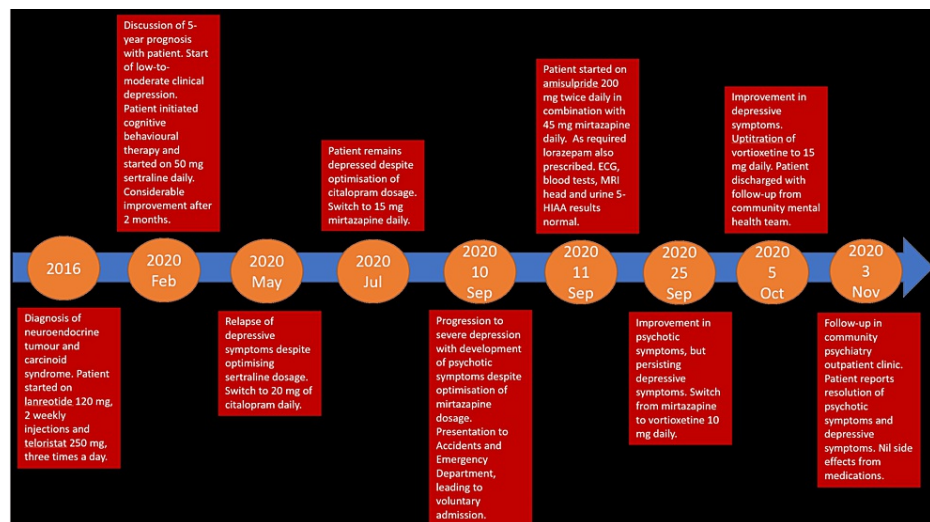 2016
Diagnosis of
neuroendocrine
tumour and
carcinoid
syndrome. Patient
started on
lanreotide 120 mg,
2 weekly
injections and
teloristat 250 mg,
three times a day.
Discussion of 5-
year prognosis
with patient. Start
of low-to-
moderate clinical
depression.
Patient initiated
cognitive
behavioural
therapy and
started on 50 mg
sertraline daily.
Considerable
improvement after
2 months.
2020
Feb
2020
May
Relapse of
depressive
symptoms despite
optimising
sertraline dosage.
Switch to 20 mg of
citalopram daily.
Patient remains
depressed despite
optimisation of
citalopram dosage.
Switch to 15 mg
mirtazapine daily.
2020
Jul
2020
10
Sep
Progression to
severe depression
with development
of psychotic
symptoms despite
optimisation of
mirtazapine
dosage.
Presentation to
Accidents and
Emergency
Department,
leading to
voluntary
admission.
Patient started on
amisulpride 200
mg twice daily in
combination with
45 mg mirtazapine
daily. As required
lorazepam also
prescribed. ECG,
blood tests, MRI
head and urine 5-
HIAA results
normal.
2020
11
Sep
2020
25
Sep
Improvement in
psychotic
symptoms, but
persisting
depressive
symptoms. Switch
from mirtazapine
to vortioxetine 10
mg daily.
Improvement in
depressive
symptoms.
Uptitration of
vortioxetine to 15
mg daily. Patient
discharged with
follow-up from
community mental
health team.
2020
5
Oct
2020
3
Nov
Follow-up in
community
psychiatry
outpatient clinic.
Patient reports
resolution of
psychotic
symptoms and
depressive
symptoms. Nil side
effects from
medications.